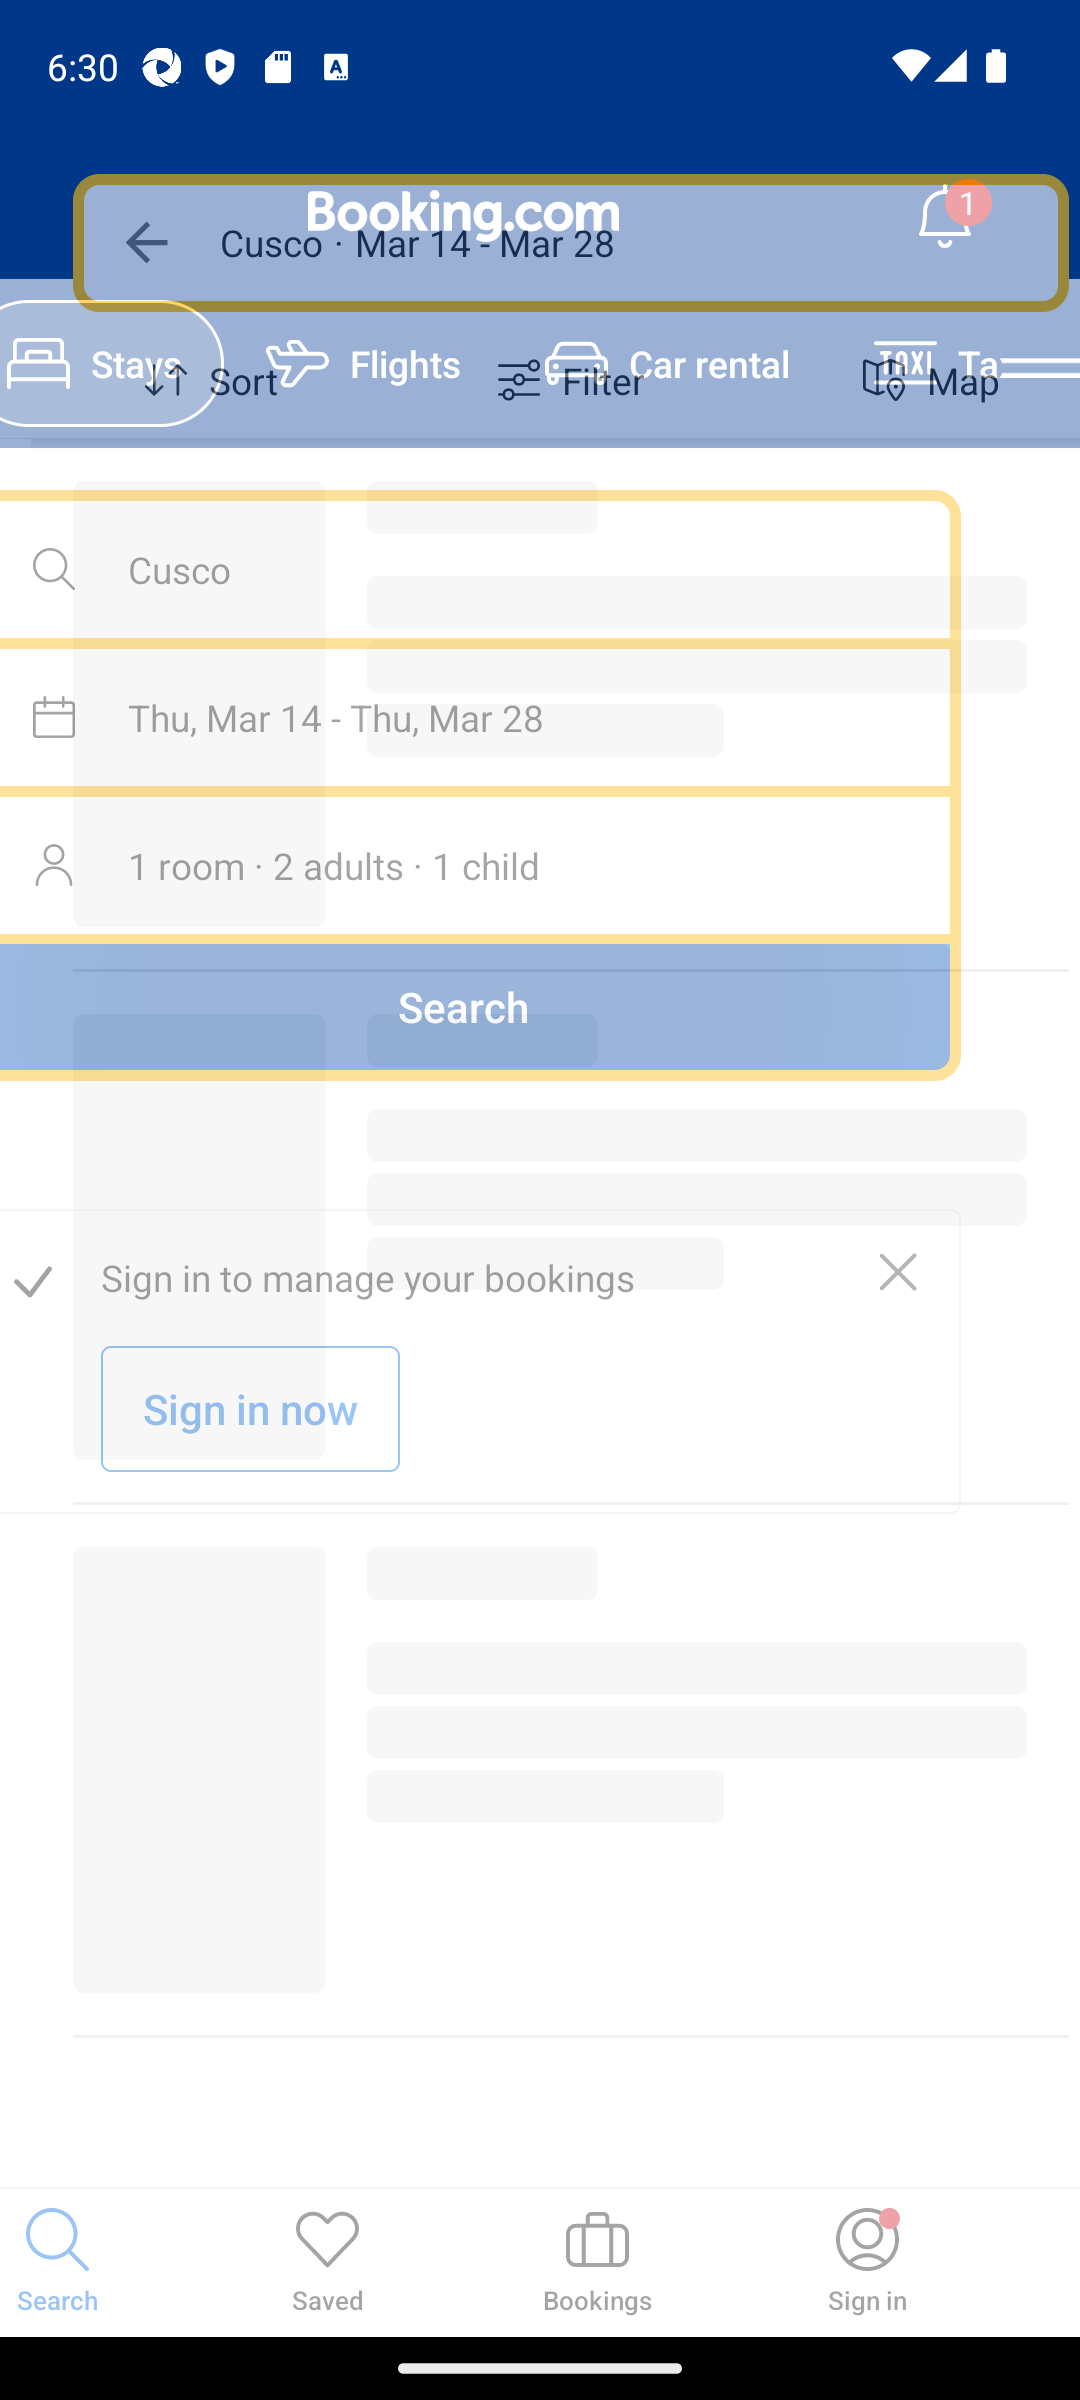 6:30
Booking.com
1
Cusco · Mar 14 - Mar 28
Stays
Flights
Car rental
TAXI
Ta
Sort
Filter
Map
Cusco
Thu, Mar 14 - Thu, Mar 28
1 room · 2 adults · 1 child
Search
Sign in to manage your bookings
Sign in now
Search
Saved
Bookings
Sign in